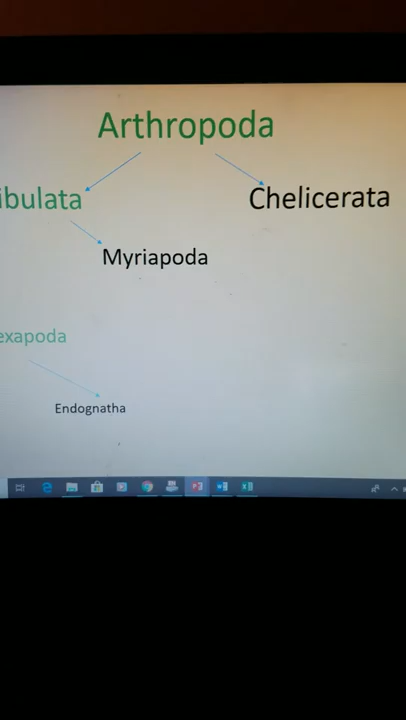 Arthropoda
ibulata
Chelicerata
Myriapoda
exapoda
Endognatha